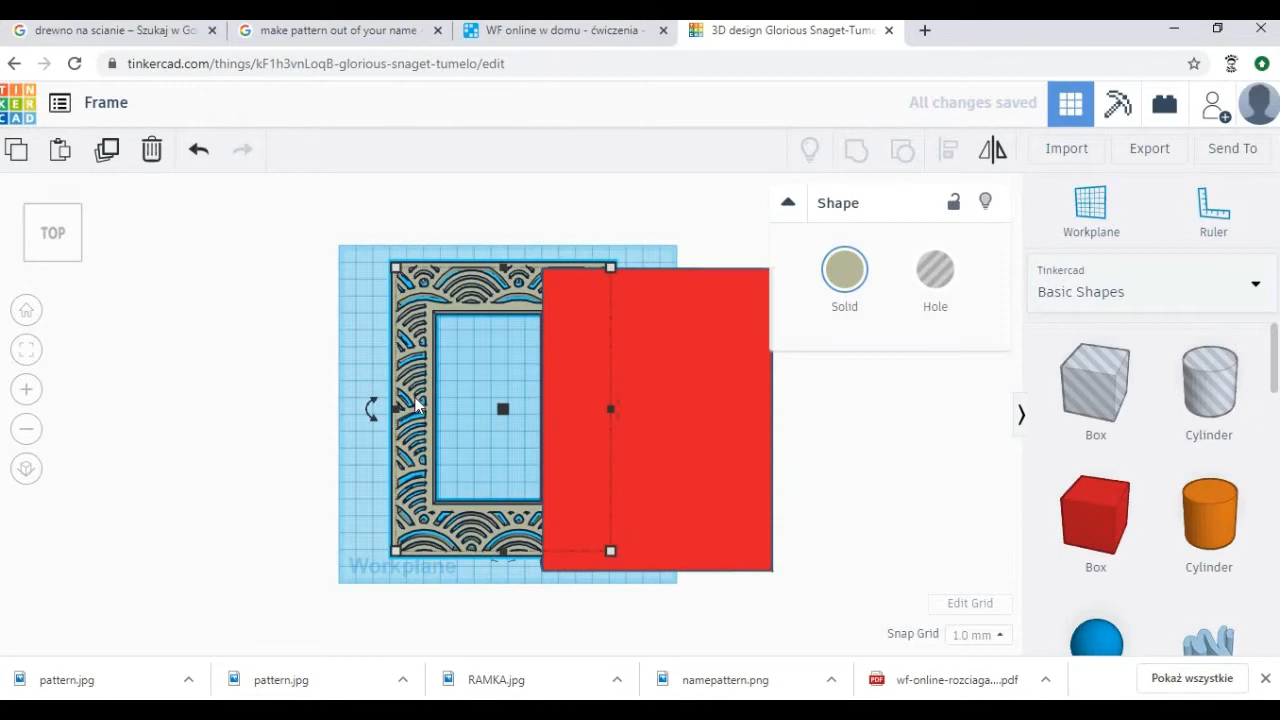 drewno na scianie – Szukaj w Go
make pattern out of your name
WF online w domu - ćwiczenia -
3D design Glorious Snaget-Tume
tinkercad.com/things/kF1h3vnLoqB-glorious-snaget-tumelo/edit
TIN
KER
CAD
Frame
All changes saved
Import
Export
Send To
TOP
Shape
Solid
Hole
Workplane
Ruler
Tinkercad
Basic Shapes
Box
Cylinder
Box
Cylinder
Workplane
Edit Grid
Snap Grid
1.0 mm
pattern.jpg
pattern.jpg
RAMKA.jpg
namepattern.png
wf-online-rozciaga....pdf
Pokaż wszystkie